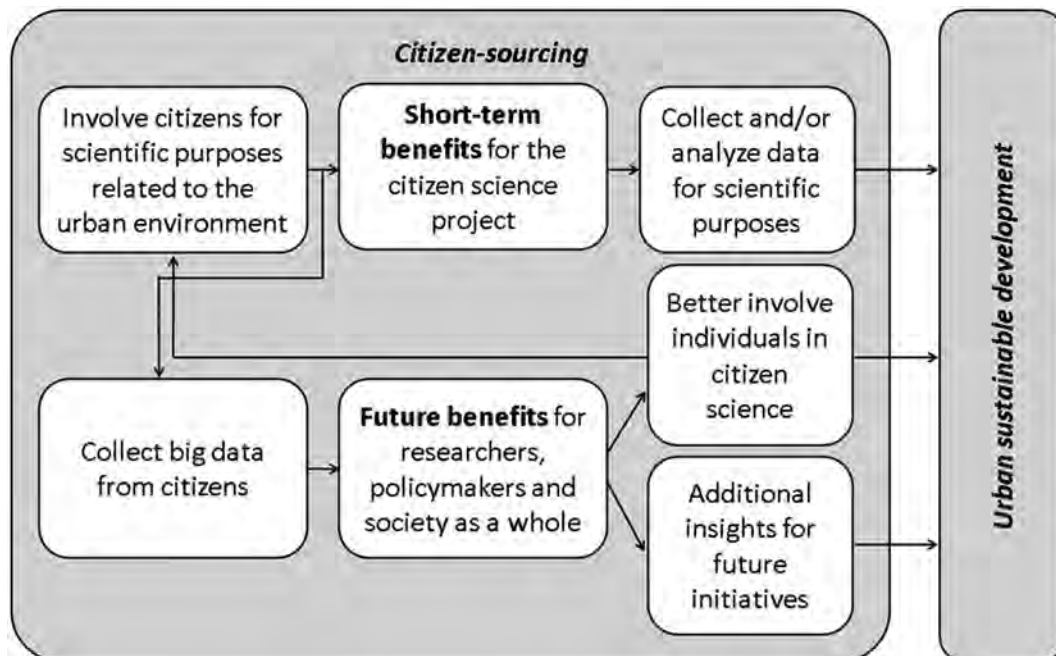 Citizen-sourcing
Involve citizens for
scientific purposes
related to the
urban environment
Short-term
benefits for the
citizen science
project
Collect and/or
analyze data
for scientific
purposes
Better involve
individuals in
citizen
science
Collect big data
from citizens
Future benefits for
researchers,
policymakers and
society as a whole
Additional
insights for
future
initiatives
Urban sustainable development